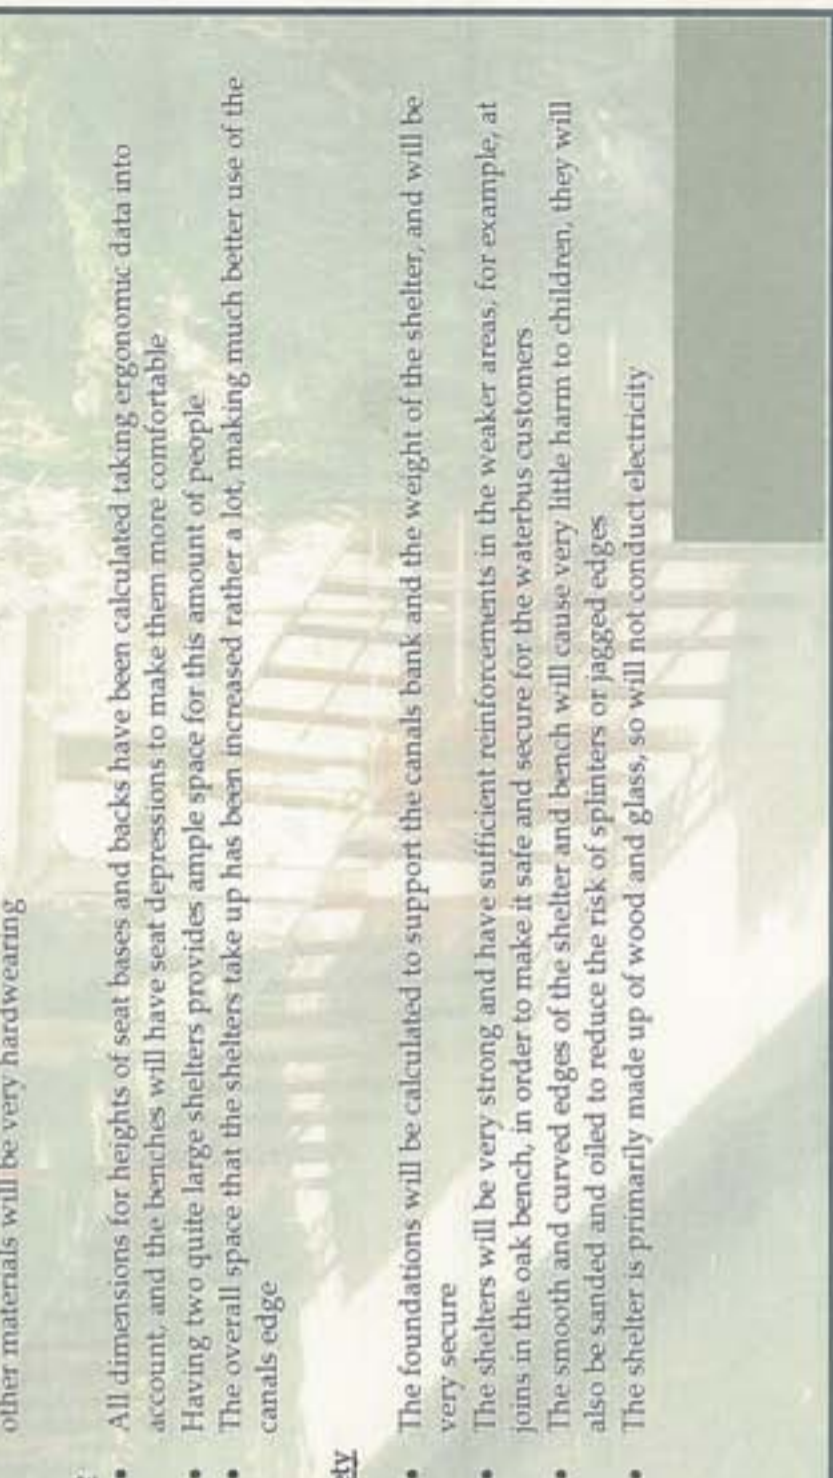 other materials will be very hardwearing
• All dimensions for heights of seat bases and backs have been calculated taking ergonomic data into
account, and the benches will have seat depressions to make them more comfortable
• Having two quite large shelters provides ample space for this amount of people
• The overall space that the shelters take up has been increased rather a lot, making much better use of the
canals edge
ty
• The foundations will be calculated to support the canals bank and the weight of the shelter, and will be
very secure
• The shelters will be very strong and have sufficient reinforcements in the weaker areas, for example, at
joins in the oak bench, in order to make it safe and secure for the waterbus customers
• The smooth and curved edges of the shelter and bench will cause very little harm to children, they will
also be sanded and oiled to reduce the risk of splinters or jagged edges
• The shelter is primarily made up of wood and glass, so will not conduct electricity